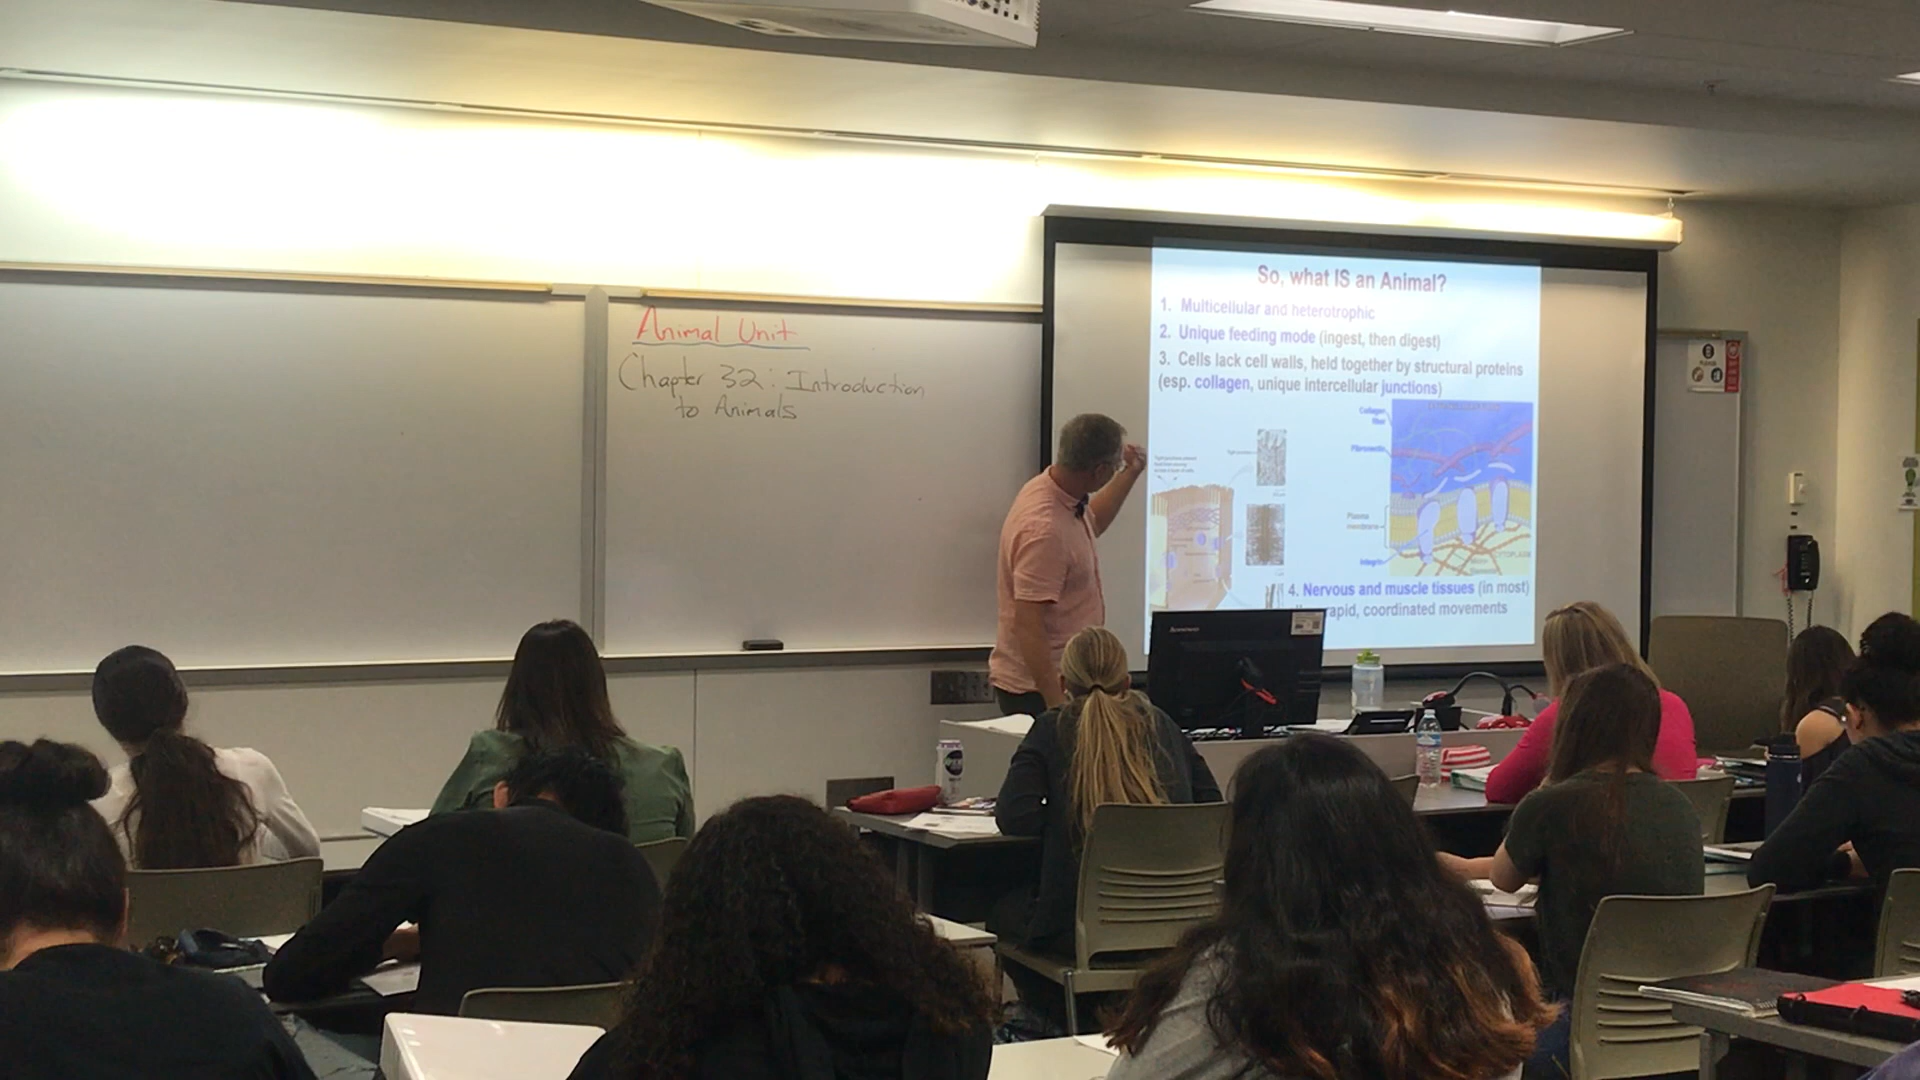 Animal Unit
Chapter 32: Introduction
to Animals
So, what IS an Animal?
1. Multicellular and heterotrophic
2. Unique feeding mode (ingest, then digest)
3. Cells lack cell walls, held together by structural proteins
(esp. collagen, unique intercellular junctions)
Collagen
fiber
Fibronectin
Plasma
membrane
Integrin
CYTOPLASM
4. Nervous and muscle tissues (in most)
rapid, coordinated movements
lenovo